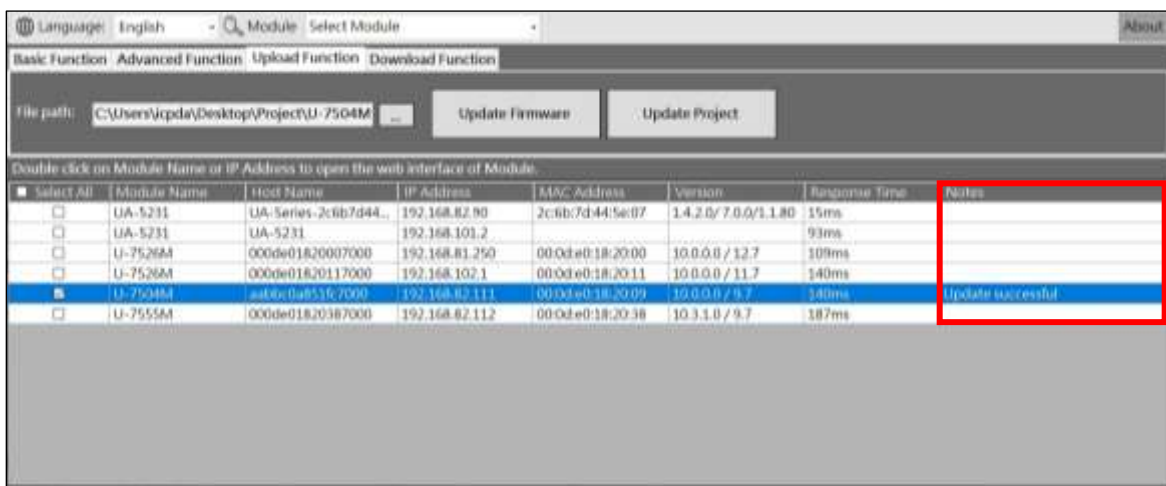 Language: English Module Select Module About
Basic Function Advanced Function Upload Function Download Function
File path: C:\Users\icpda\Desktop\Project\U-7504M ... Update Firmware Update Project
Double click on Module Name or IP Address to open the web interface of Module.
Select All Module Name Host Name IP Address MAC Address Version Response Time Notes
UA-5231 UA-Series-2c6b7d44... 192.168.82.90 2c:6b:7d:44:5e:07 1.4.2.0/ 7.0.0/1.1.80 15ms
UA-5231 UA-5231 192.168.101.2 93ms
U-7526M 000de01820007000 192.168.81.250 00:0d:e0:18:20:00 10.0.0.0 / 12.7 109ms
U-7526M 000de01820117000 192.168.102.1 00:0d:e0:18:20:11 10.0.0.0 / 11.7 140ms
U-7504M 192.168.82.111 00:0d:e0:18:20:09 10.0.0.0 / 9.7 140ms Update successful
U-7555M 000de01820387000 192.168.82.112 00:0d:e0:18:20:38 10.3.1.0 / 9.7 187ms